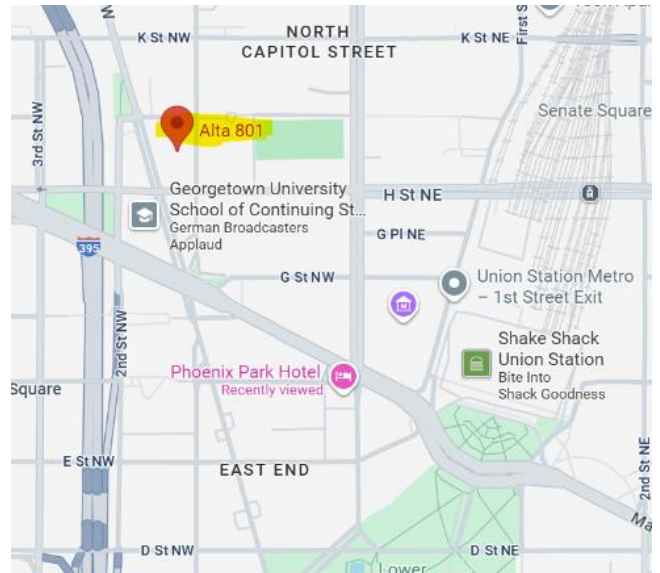 NORTH
CAPITOL STREET
K St NW
K St NE
First S
3rd St NW
Senate Square
Alta 801
Georgetown University
School of Continuing St...
German Broadcasters
Applaud
H St NE
G Pl NE
395
G St NW
Union Station Metro
– 1st Street Exit
2nd St NW
Shake Shack
Union Station
Bite Into
Shack Goodness
Phoenix Park Hotel
Recently viewed
Square
E St NW
EAST END
2nd St NE
Ma
D St NW
D St NE
Lower